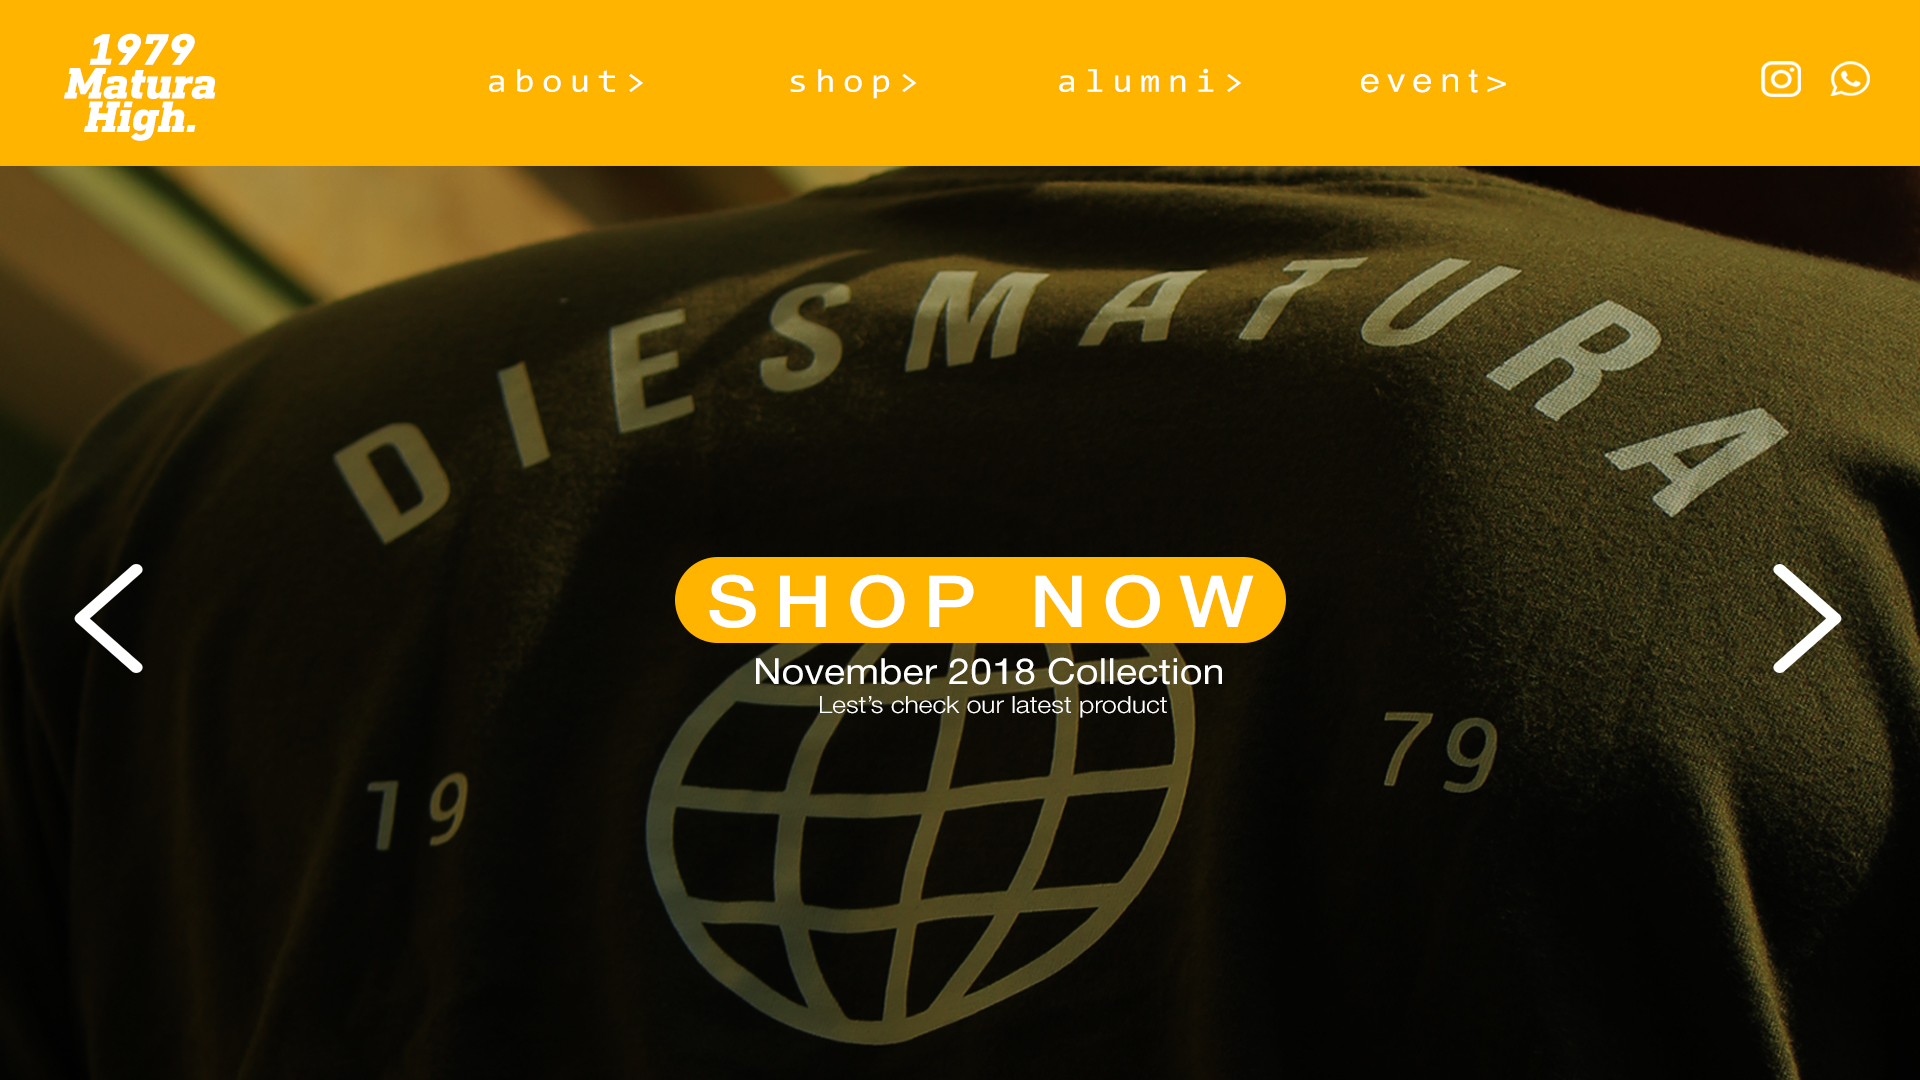 1979
Matura
High.
about>
shop>
alumni>
event>
DIESMATURA
SHOP NOW
November 2018 Collection
Lest’s check our latest product
19
79